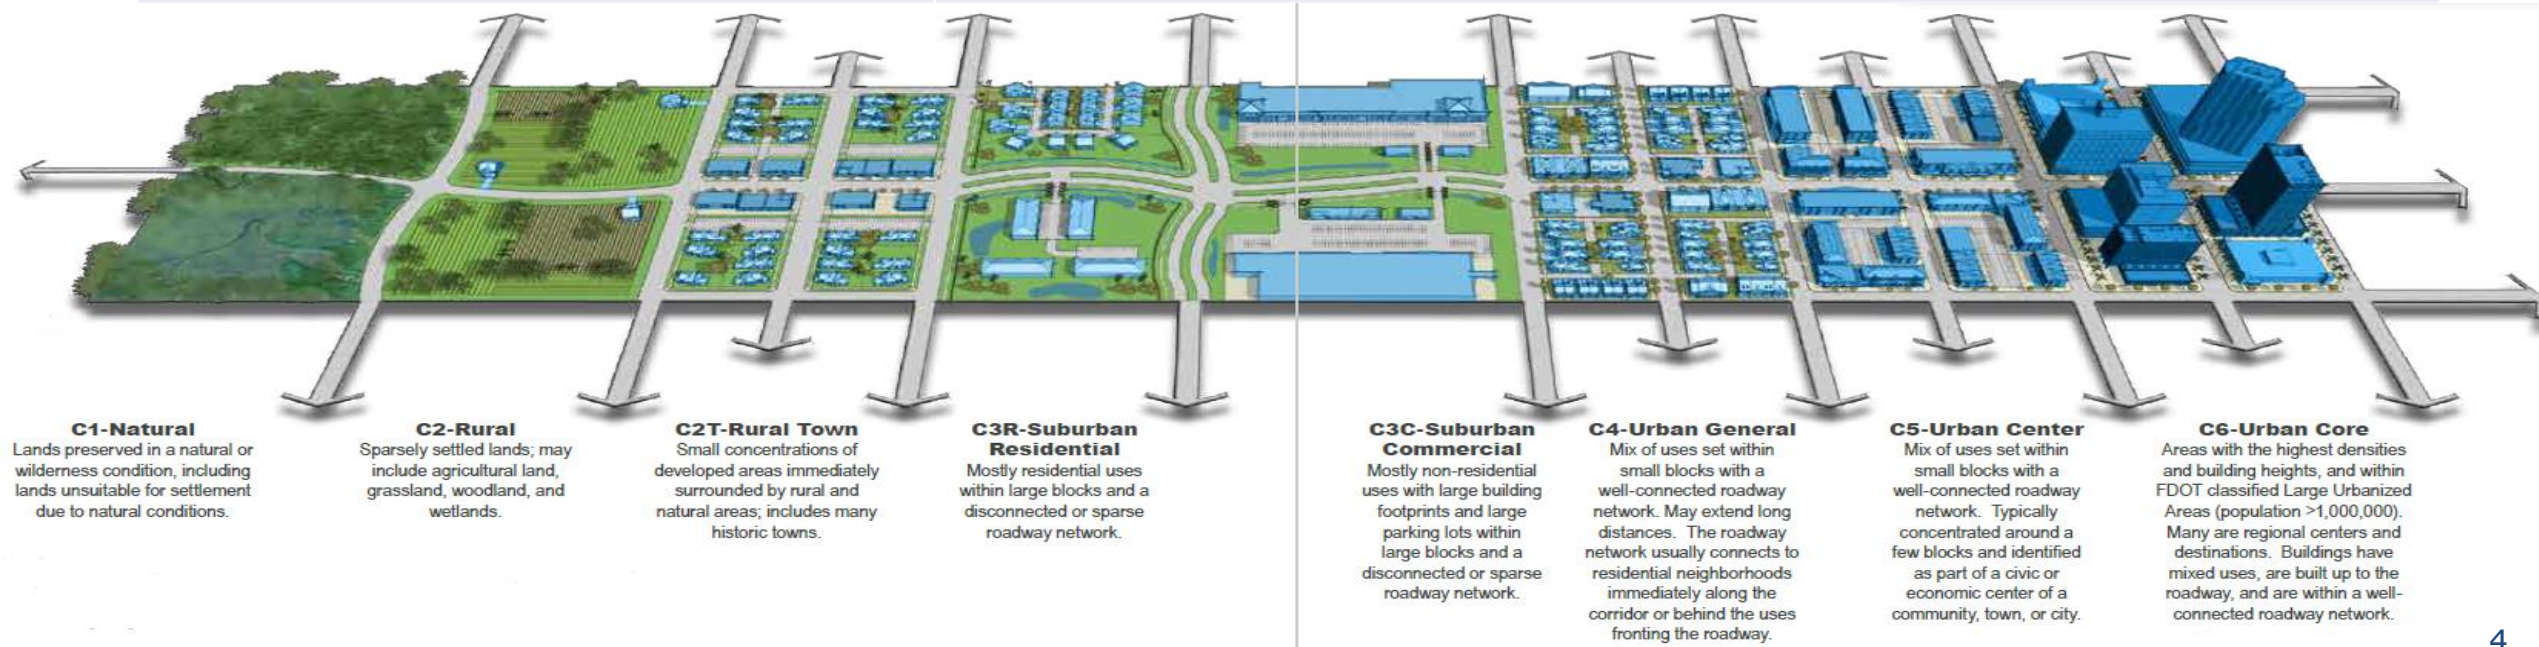 C1-Natural
Lands preserved in a natural or
wilderness condition, including
lands unsuitable for settlement
due to natural conditions.
C2-Rural
Sparsely settled lands; may
include agricultural land,
grassland, woodland, and
wetlands.
C2T-Rural Town
Small concentrations of
developed areas immediately
surrounded by rural and
natural areas; includes many
historic towns.
C3R-Suburban
Residential
Mostly residential uses
within large blocks and a
disconnected or sparse
roadway network.
C3C-Suburban
Commercial
Mostly non-residential
uses with large building
footprints and large
parking lots within
large blocks and a
disconnected or sparse
roadway network.
C4-Urban General
Mix of uses set within
small blocks with a
well-connected roadway
network. May extend long
distances. The roadway
network usually connects to
residential neighborhoods
immediately along the
corridor or behind the uses
fronting the roadway.
C5-Urban Center
Mix of uses set within
small blocks with a
well-connected roadway
network. Typically
concentrated around a
few blocks and identified
as part of a civic or
economic center of a
community, town, or city.
C6-Urban Core
Areas with the highest densities
and building heights, and within
FDOT classified Large Urbanized
Areas (population >1,000,000).
Many are regional centers and
destinations. Buildings have
mixed uses, are built up to the
roadway, and are within a well-
connected roadway network.
4